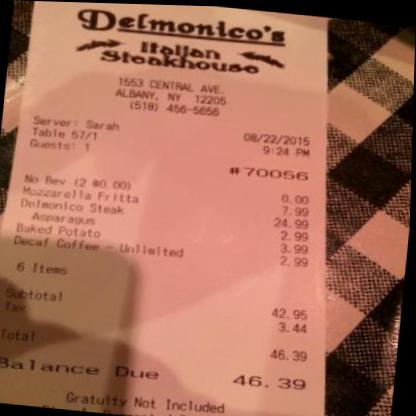 Delmonico's
Italian
Steakhouse
1553 CENTRAL AVE.
ALBANY, NY 12205
(518) 456-5656
Server: Sarah 08/22/2015
Table 57/1 9:24 PM
Guests: 1
#70056
No Bev (2 @0.00) 0.00
Mozzarella Fritta 7.99
Delmonico Steak 24.99
Asparagus 2.99
Baked Potato 3.99
Decaf Coffee - Unlimited 2.99
6 Items
Subtotal 42.95
Tax 3.44
Total 46.39
Balance Due 46.39
Gratuity Not Included